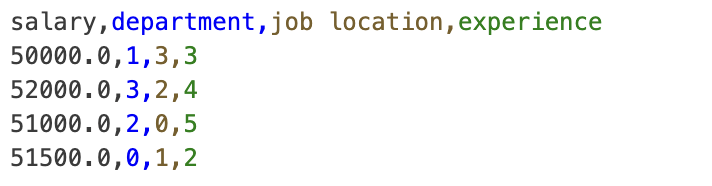 salary,department,job location,experience
50000.0,1,3,3
52000.0,3,2,4
51000.0,2,0,5
51500.0,0,1,2